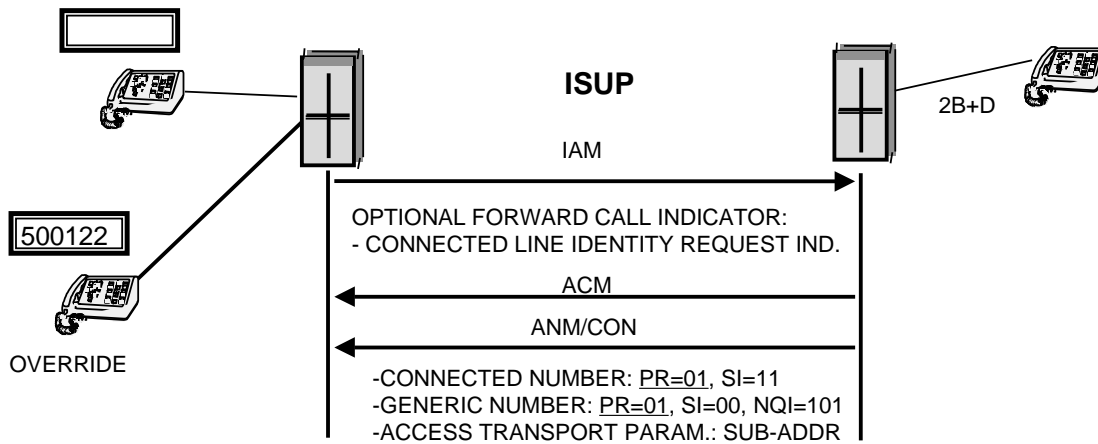 ISUP
2B+D
IAM
OPTIONAL FORWARD CALL INDICATOR:
- CONNECTED LINE IDENTITY REQUEST IND.
500122
ACM
ANM/CON
OVERRIDE
-CONNECTED NUMBER: PR=01, SI=11
-GENERIC NUMBER: PR=01, SI=00, NQI=101
-ACCESS TRANSPORT PARAM.: SUB-ADDR